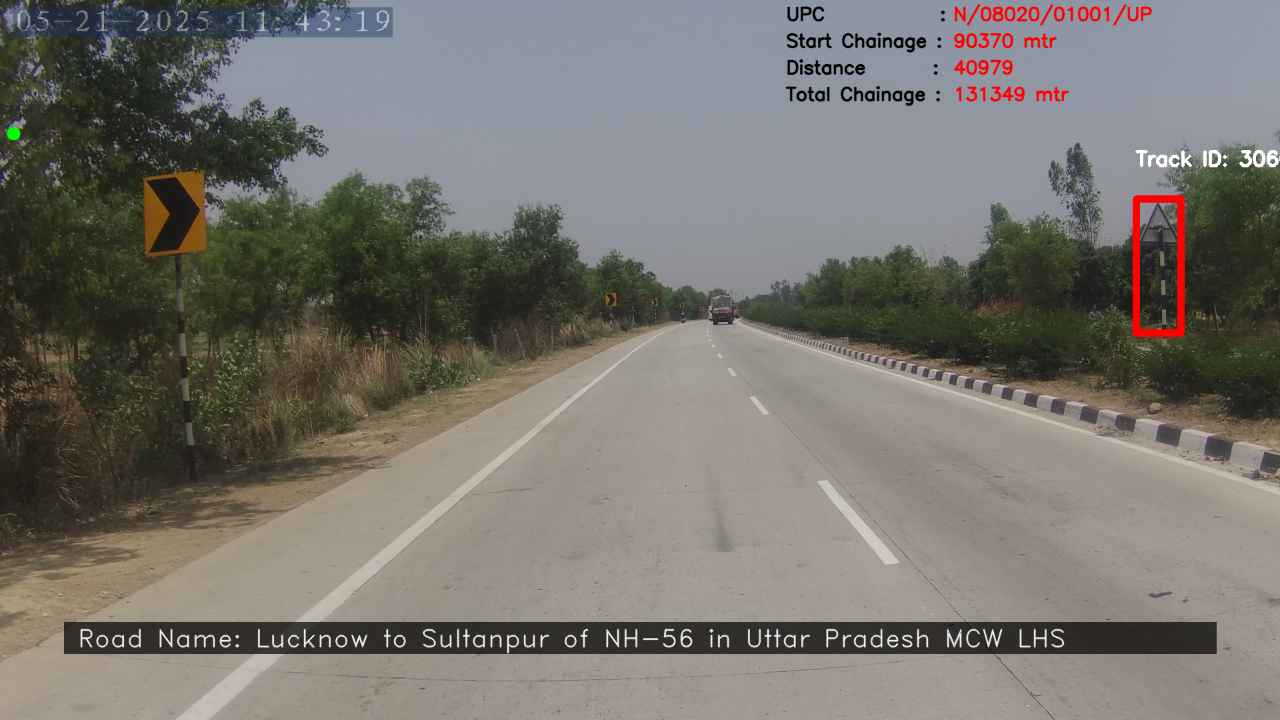 05-21-2025 11:43:19
UPC : N/08020/01001/UP
Start Chainage : 90370 mtr
Distance : 40979
Total Chainage : 131349 mtr
Track ID: 306
Road Name: Lucknow to Sultanpur of NH-56 in Uttar Pradesh MCW LHS